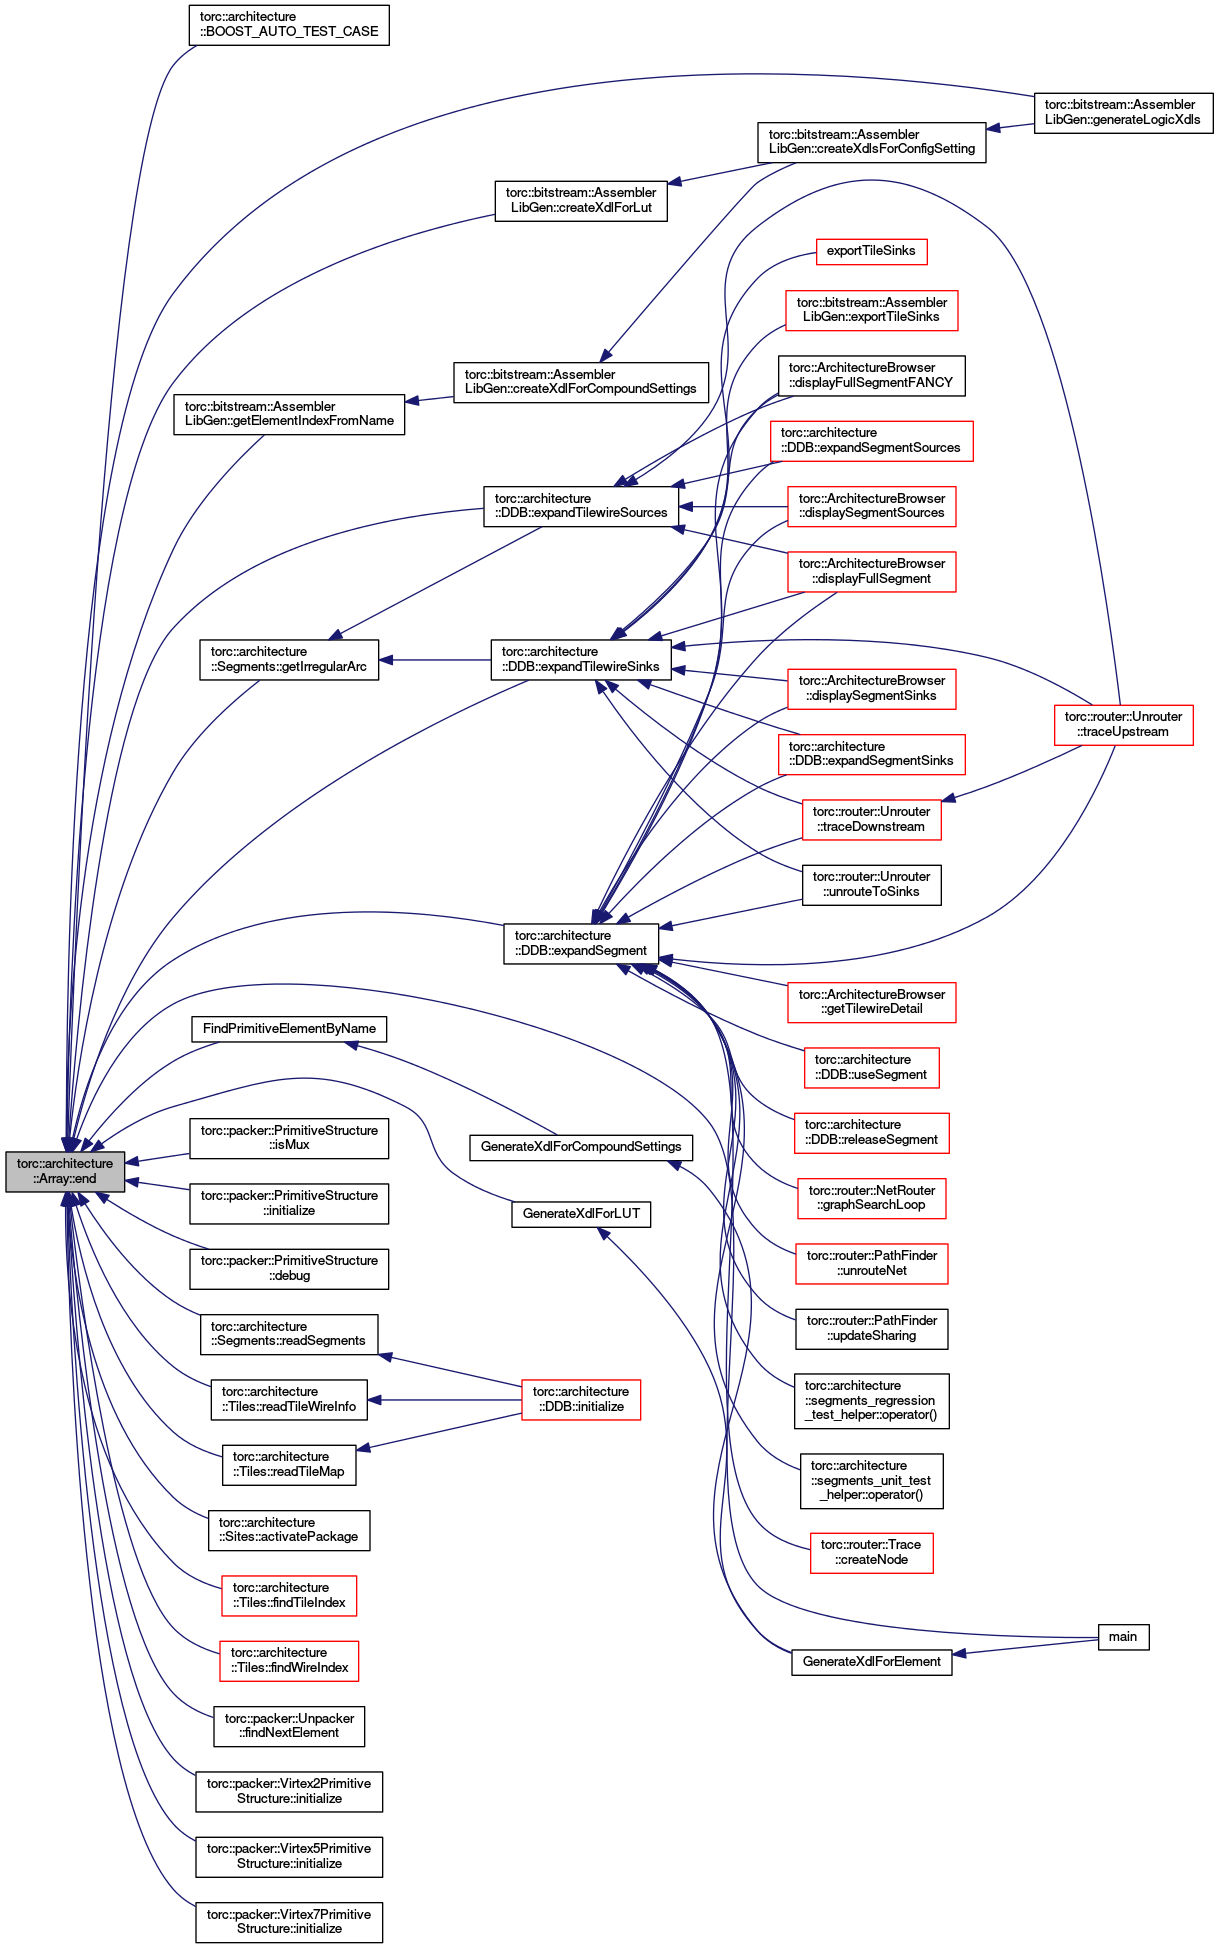 torc::architecture
::BOOST_AUTO_TEST_CASE
torc::bitstream::Assembler
LibGen::generateLogicXdls
torc::bitstream::Assembler
LibGen::createXdlsForConfigSetting
torc::bitstream::Assembler
LibGen::createXdlForLut
exportTileSinks
torc::bitstream::Assembler
LibGen::exportTileSinks
torc::ArchitectureBrowser
::displayFullSegmentFANCY
torc::bitstream::Assembler
LibGen::createXdlForCompoundSettings
torc::bitstream::Assembler
LibGen::getElementIndexFromName
torc::architecture
::DDB::expandSegmentSources
torc::architecture
::DDB::expandTilewireSources
torc::ArchitectureBrowser
::displaySegmentSources
torc::ArchitectureBrowser
::displayFullSegment
torc::architecture
::Segments::getIrregularArc
torc::architecture
::DDB::expandTilewireSinks
torc::ArchitectureBrowser
::displaySegmentSinks
torc::router::Unrouter
::traceUpstream
torc::architecture
::DDB::expandSegmentSinks
torc::router::Unrouter
::traceDownstream
torc::router::Unrouter
::unrouteToSinks
torc::architecture
::DDB::expandSegment
torc::ArchitectureBrowser
::getTilewireDetail
FindPrimitiveElementByName
torc::architecture
::DDB::useSegment
torc::packer::PrimitiveStructure
::isMux
GenerateXdlForCompoundSettings
torc::architecture
::DDB::releaseSegment
torc::architecture
::Array::end
torc::packer::PrimitiveStructure
::initialize
GenerateXdlForLUT
torc::router::NetRouter
::graphSearchLoop
torc::packer::PrimitiveStructure
::debug
torc::router::PathFinder
::unrouteNet
torc::architecture
::Segments::readSegments
torc::router::PathFinder
::updateSharing
torc::architecture
::Tiles::readTileWireInfo
torc::architecture
::DDB::initialize
torc::architecture
::segments_regression
_test_helper::operator()
torc::architecture
::Tiles::readTileMap
torc::architecture
::segments_unit_test
_helper::operator()
torc::architecture
::Sites::activatePackage
torc::router::Trace
::createNode
torc::architecture
::Tiles::findTileIndex
main
torc::architecture
::Tiles::findWireIndex
GenerateXdlForElement
torc::packer::Unpacker
::findNextElement
torc::packer::Virtex2Primitive
Structure::initialize
torc::packer::Virtex5Primitive
Structure::initialize
torc::packer::Virtex7Primitive
Structure::initialize